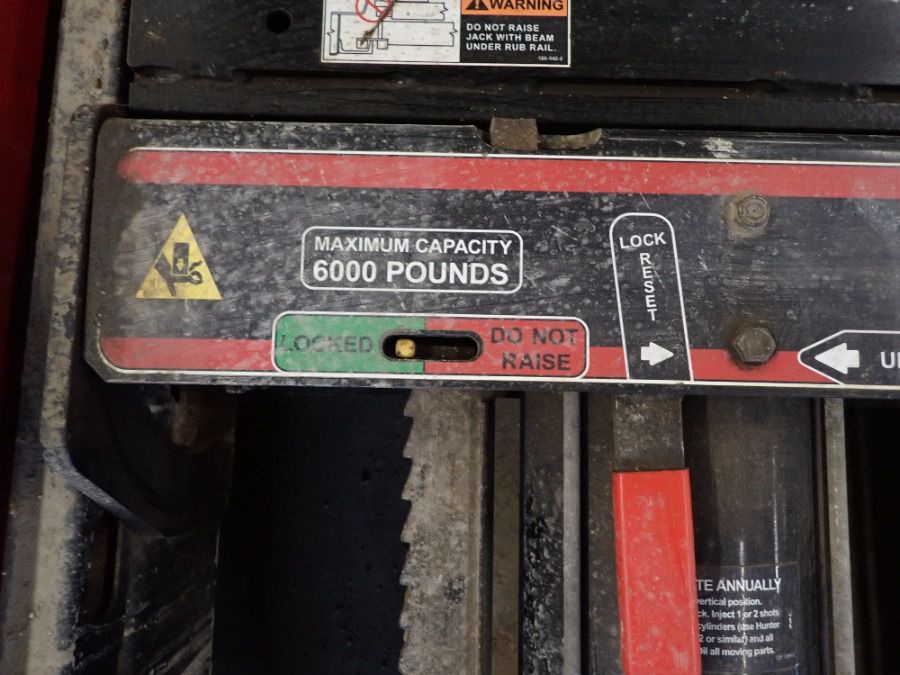 WARNING
DO NOT RAISE
JACK WITH BEAM
UNDER RUB RAIL.
MAXIMUM CAPACITY
6000 POUNDS
LOCK
RESET
LOCKED
DO NOT
RAISE
TE ANNUALLY
vertical position.
ck. Inject 1 or 2 shots
cylinders (use Hunter
2 or similar) and all
Oil all moving parts.